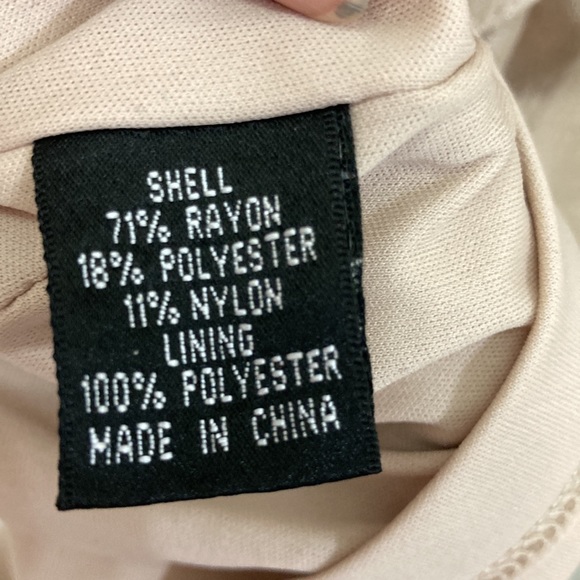 SHELL
71% RAYON
18% POLYESTER
11% NYLON
LINING
100% POLYESTER
MADE IN CHINA